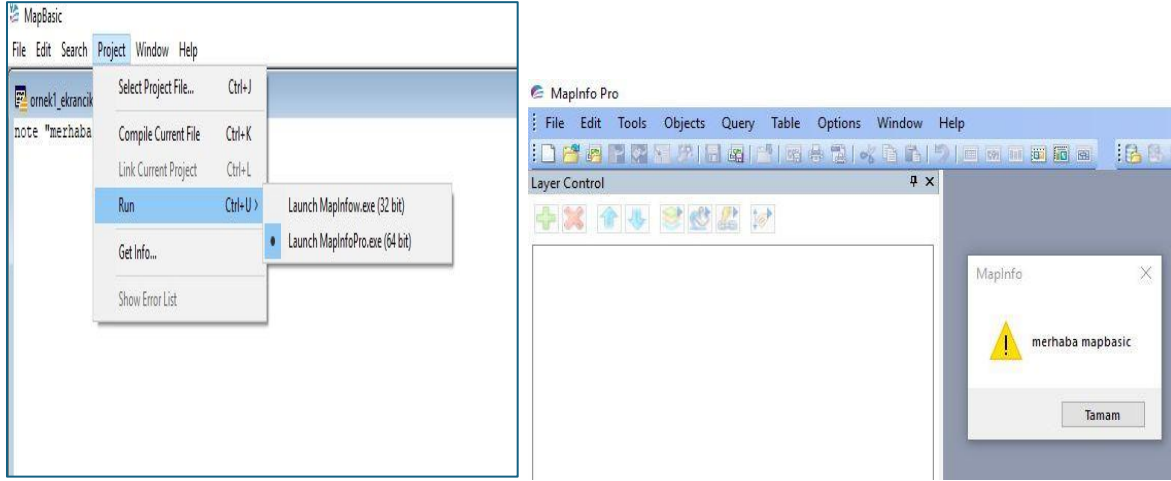 MapBasic
File Edit Search Project Window Help
ornek1_ekrancik
note "merhaba
Select Project File... Ctrl+J
Compile Current File Ctrl+K
Link Current Project Ctrl+L
Run Ctrl+U >
Get Info...
Show Error List
Launch MapInfow.exe (32 bit)
Launch MapInfoPro.exe (64 bit)
MapInfo Pro
File Edit Tools Objects Query Table Options Window Help
Layer Control
MapInfo
merhaba mapbasic
Tamam